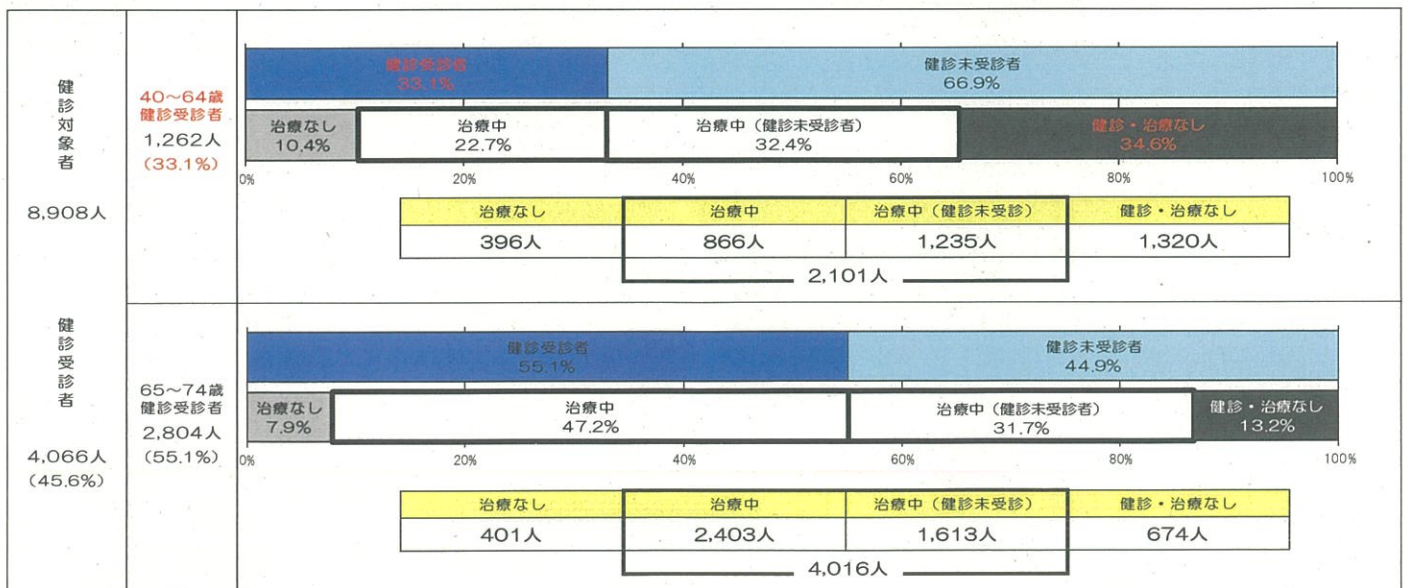 健診対象者
8,908人
健診受診者
4,066人
(45.6%)
40～64歳
健診受診者
1,262人
(33.1%)
健診受診者
33.1%
健診未受診者
66.9%
治療なし
10.4%
治療中
22.7%
治療中（健診未受診者）
32.4%
健診・治療なし
34.6%
0%
20%
40%
60%
80%
100%
治療なし
治療中
治療中（健診未受診）
健診・治療なし
396人
866人
1,235人
1,320人
2,101人
65～74歳
健診受診者
2,804人
(55.1%)
健診受診者
55.1%
健診未受診者
44.9%
治療なし
7.9%
治療中
47.2%
治療中（健診未受診者）
31.7%
健診・治療なし
13.2%
0%
20%
40%
60%
80%
100%
治療なし
治療中
治療中（健診未受診）
健診・治療なし
401人
2,403人
1,613人
674人
4,016人